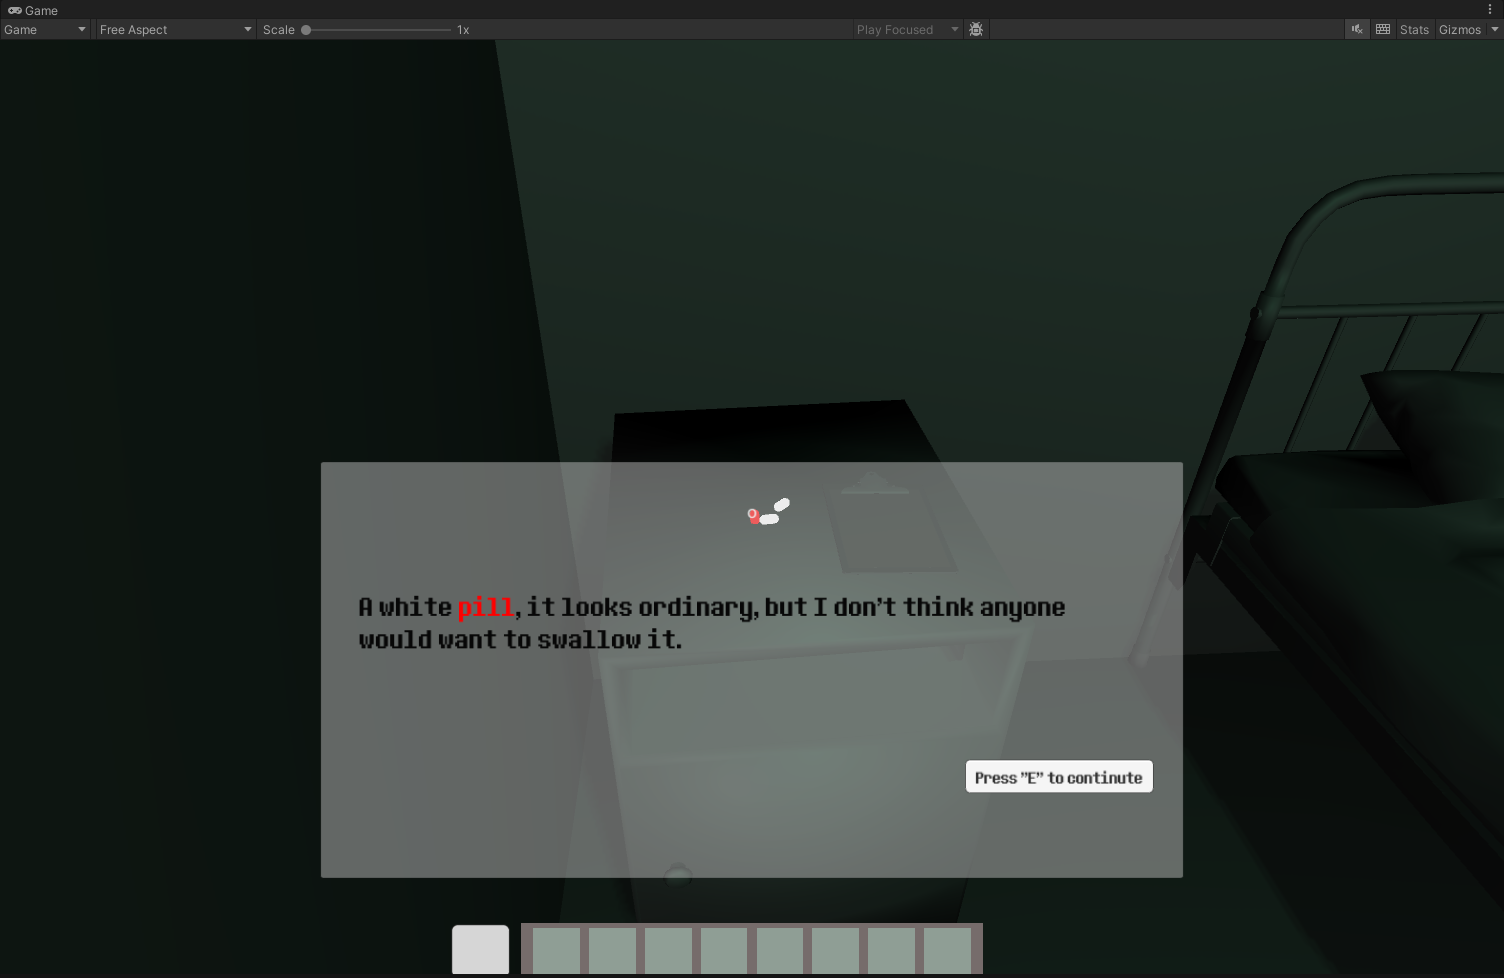 Game
Game Free Aspect Scale 1x Play Focused Stats Gizmos
A white pill, it looks ordinary, but I don't think anyone
would want to swallow it.
Press "E" to continute